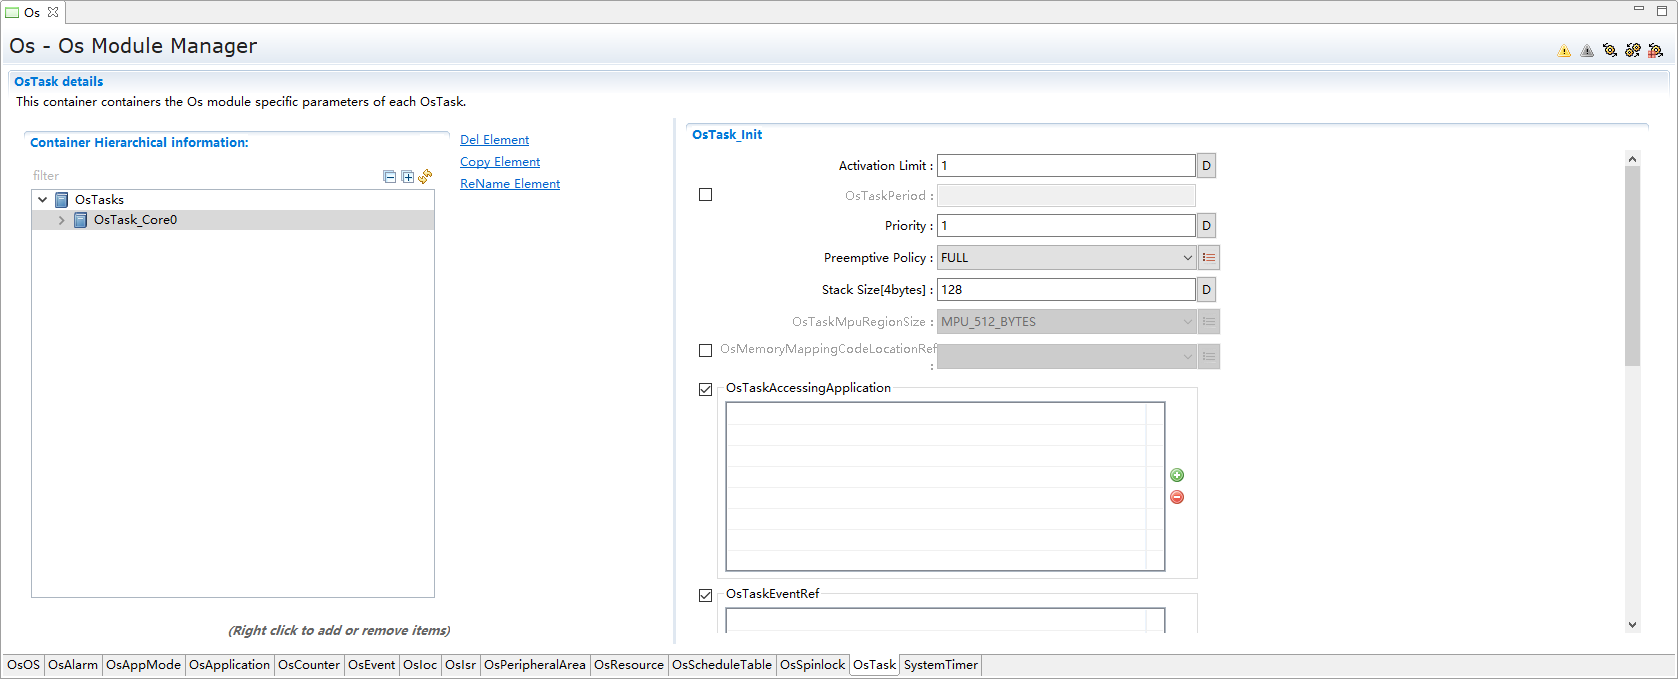 Os
Os - Os Module Manager
OsTask details
This container containers the Os module specific parameters of each OsTask.
Container Hierarchical information:
filter
OsTasks
OsTask_Core0
(Right click to add or remove items)
Del Element
Copy Element
ReName Element
OsTask_Init
Activation Limit : 1 D
OsTaskPeriod :
Priority : 1 D
Preemptive Policy : FULL
Stack Size[4bytes] : 128 D
OsTaskMpuRegionSize : MPU_512_BYTES
OsMemoryMappingCodeLocationRef
:
OsTaskAccessingApplication
OsTaskEventRef
OsOS OsAlarm OsAppMode OsApplication OsCounter OsEvent OsIoc OsIsr OsPeripheralArea OsResource OsScheduleTable OsSpinlock OsTask SystemTimer